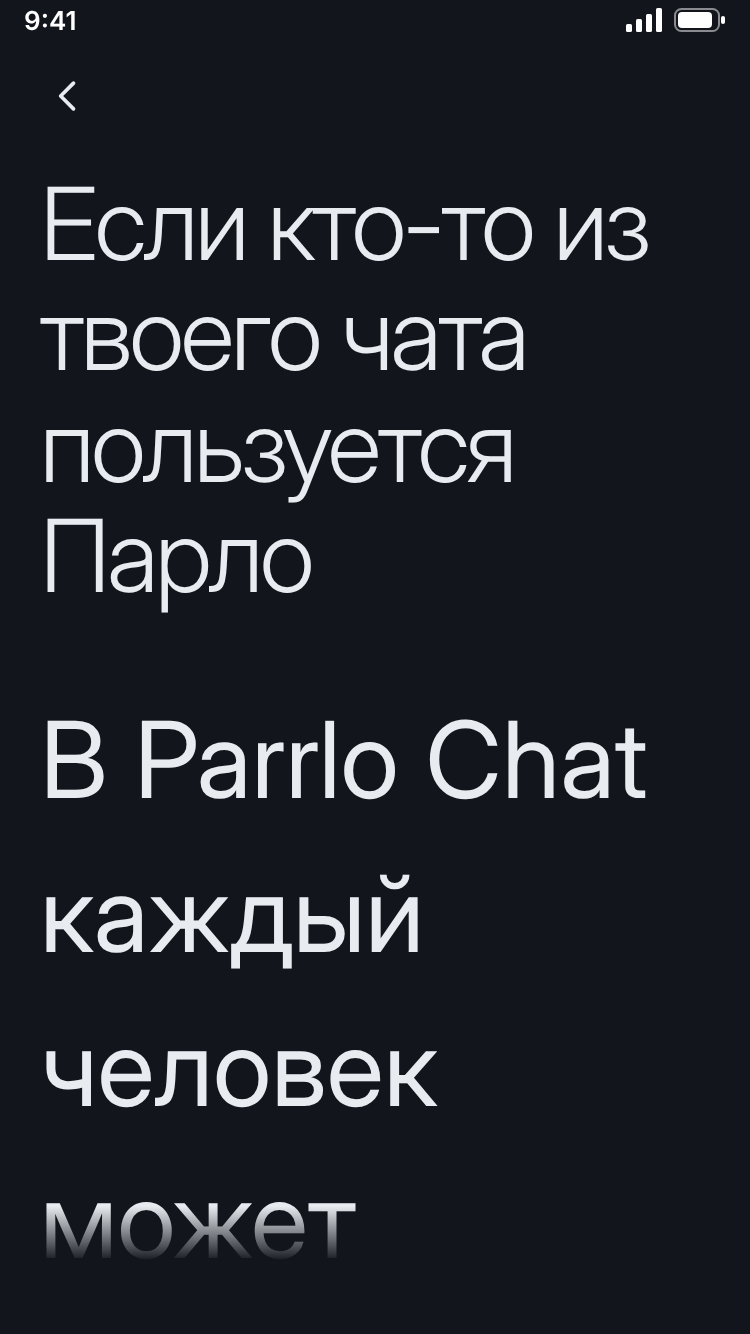 9:41
Если кто-то из
твоего чата
пользуется
Парло
В Parrlo Chat
каждый
человек
может